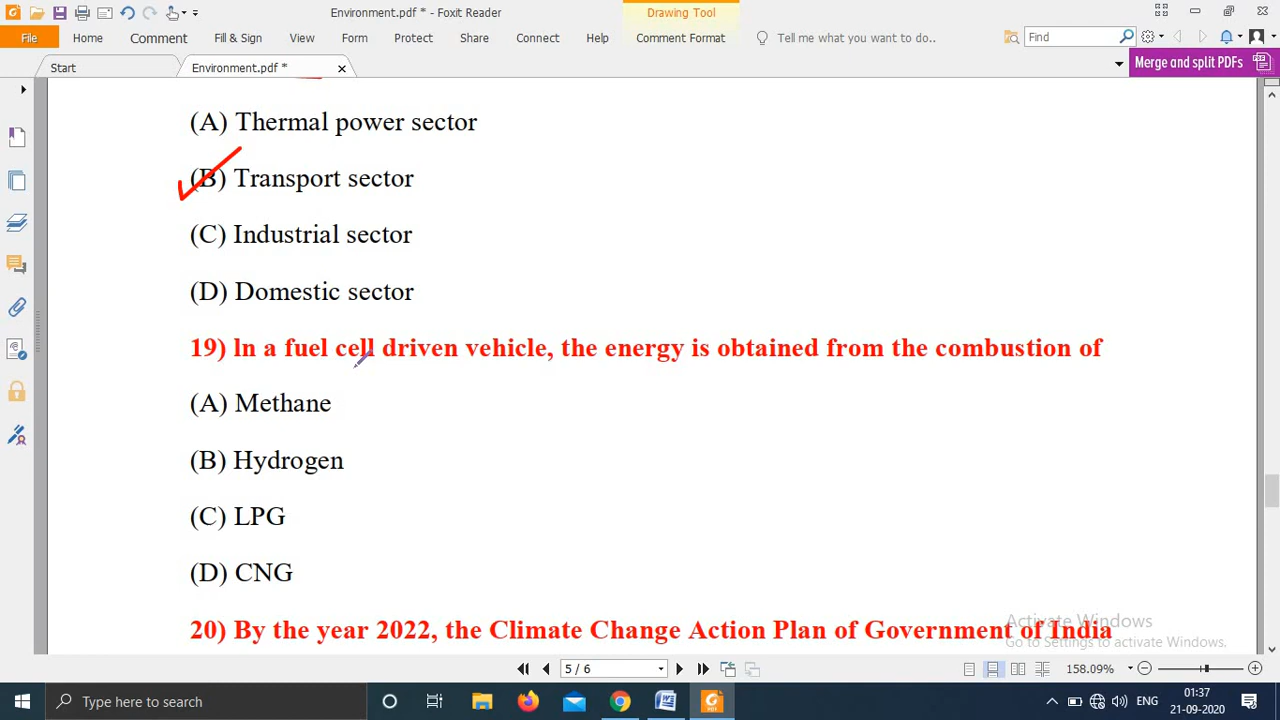 Environment.pdf * - Foxit Reader
Drawing Tool
File
Home
Comment
Fill & Sign
View
Form
Protect
Share
Connect
Help
Comment Format
Tell me what you want to do..
Find
Start
Environment.pdf *
Merge and split PDFs
(A) Thermal power sector
(B) Transport sector
(C) Industrial sector
(D) Domestic sector
19) ln a fuel cell driven vehicle, the energy is obtained from the combustion of
(A) Methane
(B) Hydrogen
(C) LPG
(D) CNG
20) By the year 2022, the Climate Change Action Plan of Government of India
Activate Windows
Go to Settings to activate Windows.
5 / 6
158.09%
Type here to search
ENG
01:37
21-09-2020